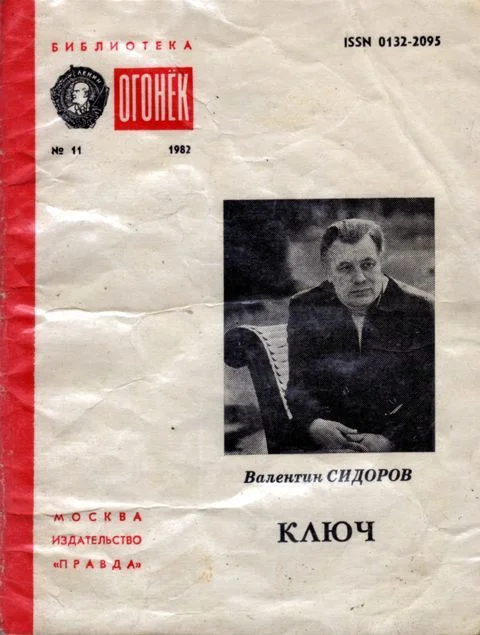 БИБЛИОТЕКА
ISSN 0132-2095
ЛЕНИН
ОГОНЁК
№ 11 1982
Валентин СИДОРОВ
КЛЮЧ
МОСКВА
ИЗДАТЕЛЬСТВО
«ПРАВДА»